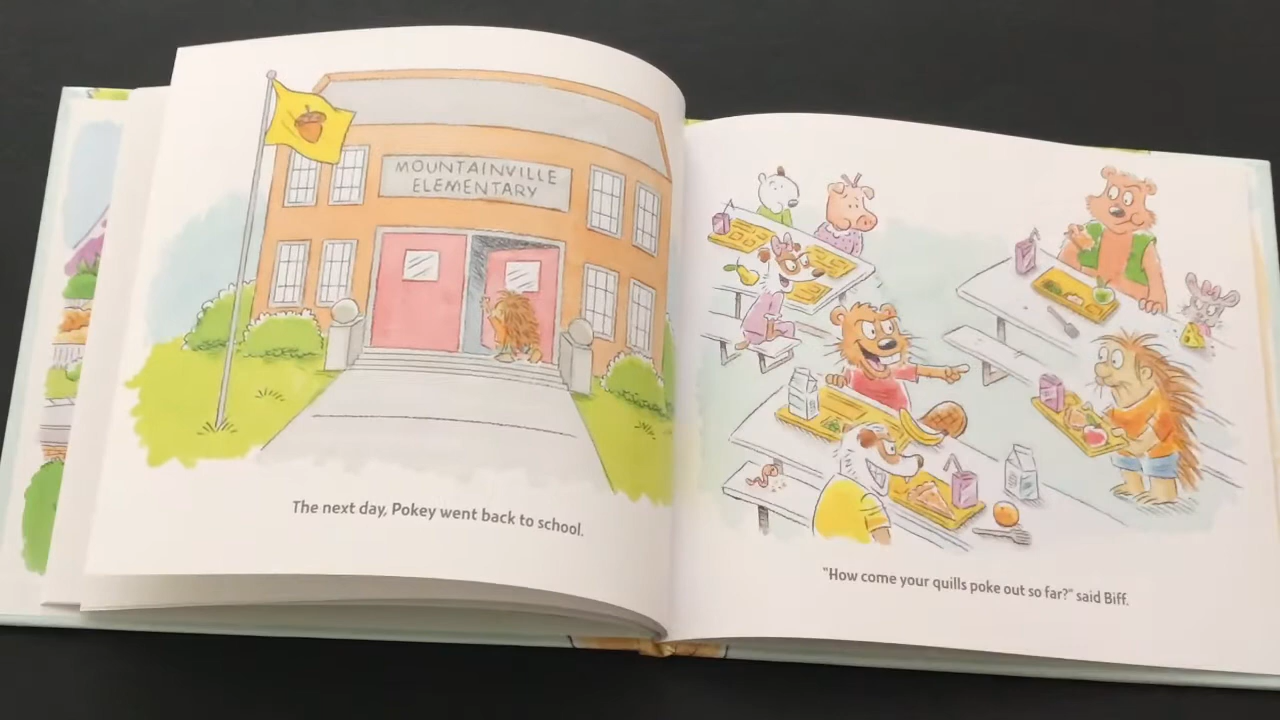 MOUNTAINVILLE
ELEMENTARY
The next day, Pokey went back to school.
"How come your quills poke out so far?" said Biff.